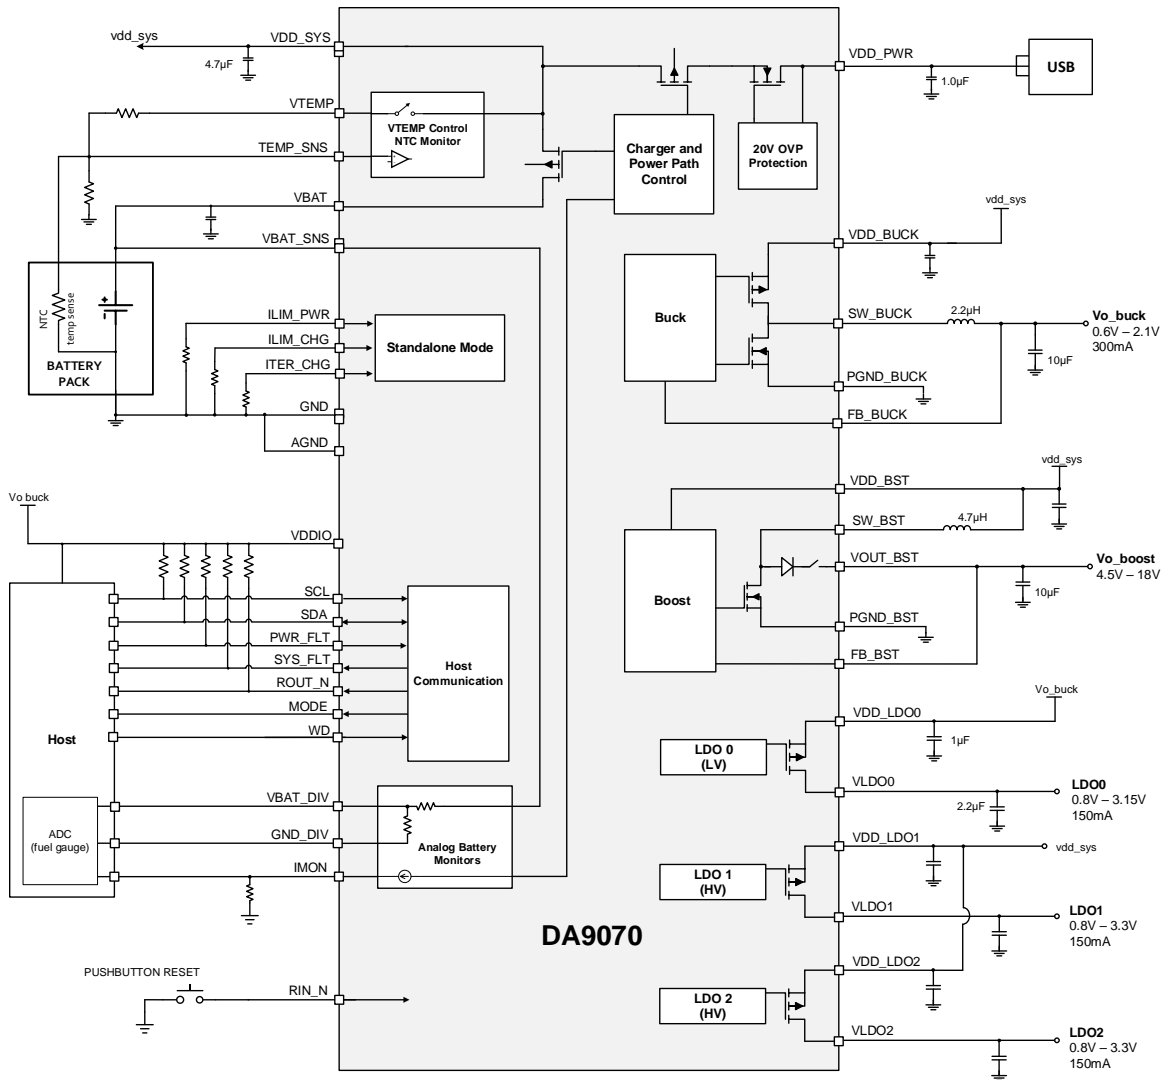 vdd_sys
VDD_SYS
4.7µF
VTEMP
TEMP_SNS
VTEMP Control
NTC Monitor
VBAT
VBAT_SNS
NTC
temp sense
+
-
BATTERY
PACK
ILIM_PWR
ILIM_CHG
ITER_CHG
Standalone Mode
GND
AGND
Vo buck
VDDIO
SCL
SDA
PWR_FLT
SYS_FLT
ROUT_N
MODE
WD
Host
Communication
Host
VBAT_DIV
GND_DIV
IMON
ADC
(fuel gauge)
Analog Battery
Monitors
PUSHBUTTON RESET
RIN_N
Charger and
Power Path
Control
20V OVP
Protection
VDD_PWR
1.0µF
USB
vdd_sys
VDD_BUCK
Buck
SW_BUCK
2.2µH
Vo_buck
0.6V – 2.1V
300mA
10µF
PGND_BUCK
FB_BUCK
vdd_sys
VDD_BST
SW_BST
4.7µH
VOUT_BST
Vo_boost
4.5V – 18V
10µF
Boost
PGND_BST
FB_BST
Vo_buck
VDD_LDO0
1µF
LDO 0
(LV)
VLDO0
2.2µF
LDO0
0.8V – 3.15V
150mA
VDD_LDO1
vdd_sys
LDO 1
(HV)
VLDO1
LDO1
0.8V – 3.3V
150mA
DA9070
VDD_LDO2
LDO 2
(HV)
VLDO2
LDO2
0.8V – 3.3V
150mA